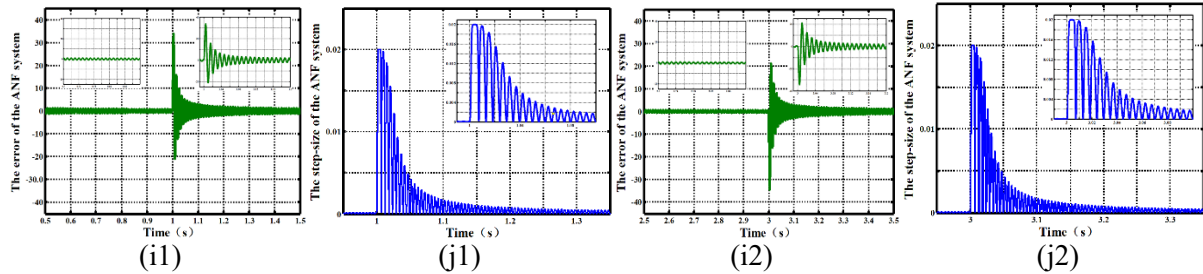 The error of the ANF system
40
30
20
10
0
-10
-20
-30.0
-40
0.5 0.6 0.7 0.8 0.9 1 1.1 1.2 1.3 1.4 1.5
Time (s)
(i1)
The step-size of the ANF system
0.02
0.01
0
1 1.1 1.2 1.3
Time (s)
(j1)
The error of the ANF system
40
30
20
10
0
-10
-20
-30
-40
2.5 2.6 2.7 2.8 2.9 3 3.1 3.2 3.3 3.4 3.5
Time (s)
(i2)
The step-size of the ANF system
0.02
0.01
0
3 3.1 3.2 3.3
Time (s)
(j2)